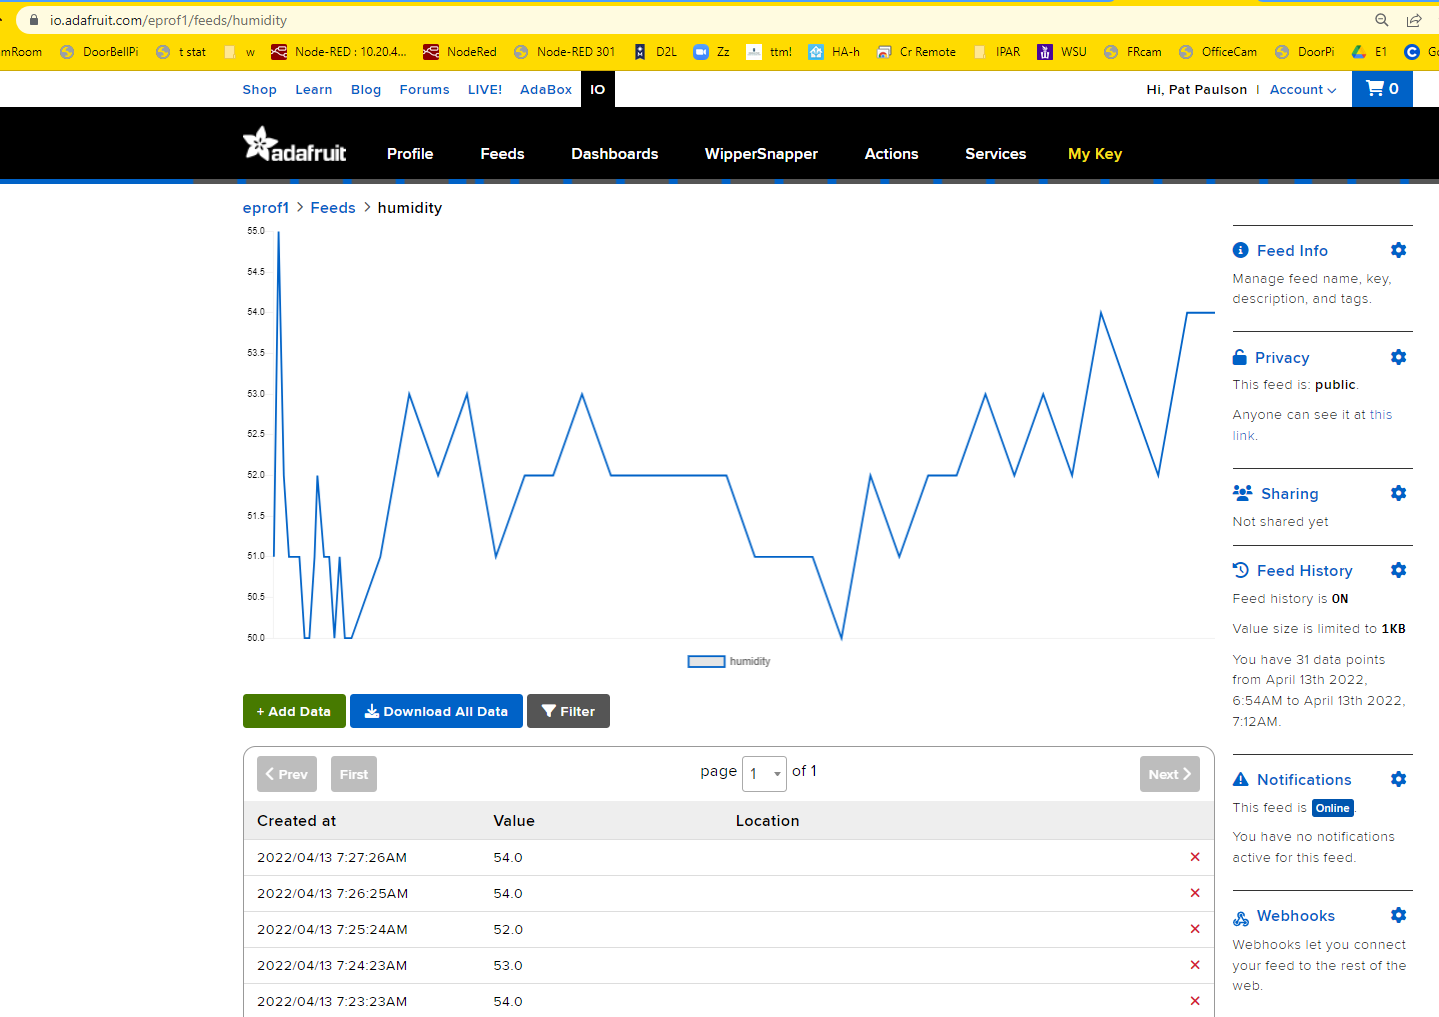 io.adafruit.com/eprof1/feeds/humidity
mRoom DoorBellPi t stat w Node-RED : 10.20.4... NodeRed Node-RED 301 D2L Zz ttm! HA-h Cr Remote IPAR WSU FRcam OfficeCam DoorPi E1
Shop Learn Blog Forums LIVE! AdaBox IO Hi, Pat Paulson | Account 0
adafruit Profile Feeds Dashboards WipperSnapper Actions Services My Key
eprof1 > Feeds > humidity
55.0
54.5
54.0
53.5
53.0
52.5
52.0
51.5
51.0
50.5
50.0
humidity
+ Add Data Download All Data Filter
Prev First page 1 of 1 Next
Created at Value Location
2022/04/13 7:27:26AM 54.0
2022/04/13 7:26:25AM 54.0
2022/04/13 7:25:24AM 52.0
2022/04/13 7:24:23AM 53.0
2022/04/13 7:23:23AM 54.0
Feed Info
Manage feed name, key,
description, and tags.
Privacy
This feed is: public.
Anyone can see it at this
link.
Sharing
Not shared yet
Feed History
Feed history is ON
Value size is limited to 1KB
You have 31 data points
from April 13th 2022,
6:54AM to April 13th 2022,
7:12AM.
Notifications
This feed is Online.
You have no notifications
active for this feed.
Webhooks
Webhooks let you connect
your feed to the rest of the
web.